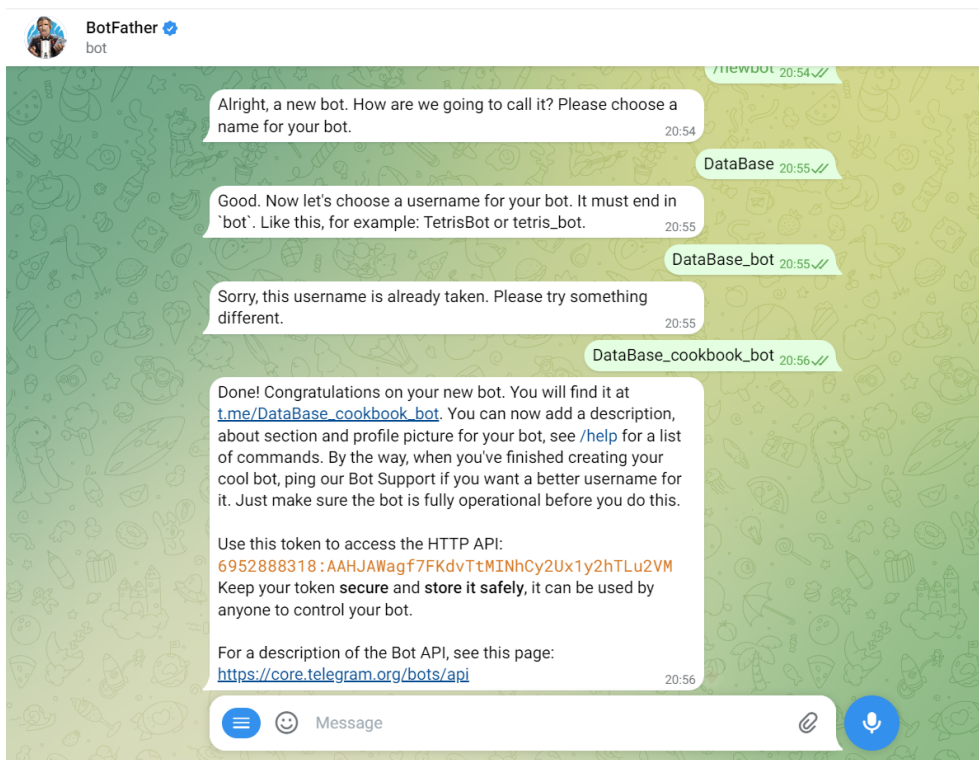 BotFather
bot
/newbot 20:54
Alright, a new bot. How are we going to call it? Please choose a
name for your bot.
20:54
DataBase 20:55
Good. Now let's choose a username for your bot. It must end in
`bot`. Like this, for example: TetrisBot or tetris_bot.
20:55
DataBase_bot 20:55
Sorry, this username is already taken. Please try something
different.
20:55
DataBase_cookbook_bot 20:56
Done! Congratulations on your new bot. You will find it at
t.me/DataBase_cookbook_bot. You can now add a description,
about section and profile picture for your bot, see /help for a list
of commands. By the way, when you've finished creating your
cool bot, ping our Bot Support if you want a better username for
it. Just make sure the bot is fully operational before you do this.
Use this token to access the HTTP API:
6952888318:AAHJAWagf7FKdvTtMINhCy2Ux1y2hTLu2VM
Keep your token secure and store it safely, it can be used by
anyone to control your bot.
For a description of the Bot API, see this page:
https://core.telegram.org/bots/api
20:56
Message